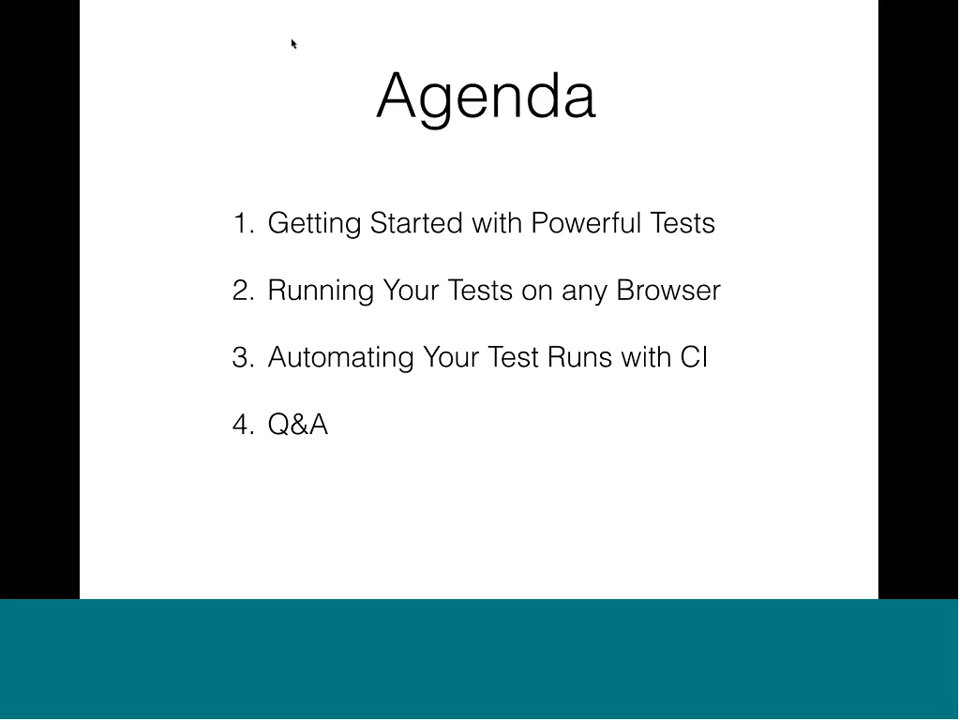 Agenda
1. Getting Started with Powerful Tests
2. Running Your Tests on any Browser
3. Automating Your Test Runs with CI
4. Q&A